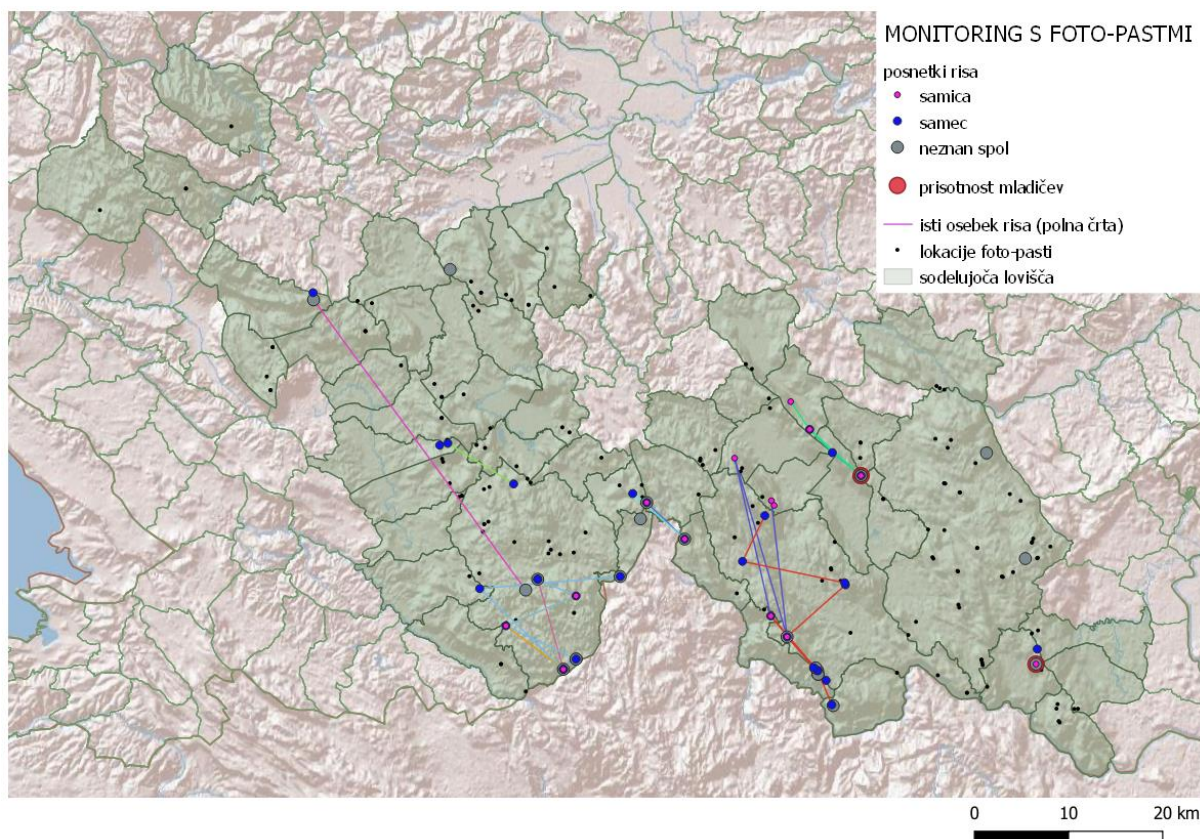 MONITORING S FOTO-PASTMI
posnetki risa
samica
samec
neznan spol
prisotnost mladičev
isti osebek risa (polna črta)
lokacije foto-pasti
sodelujoča lovišča
0 10 20 km